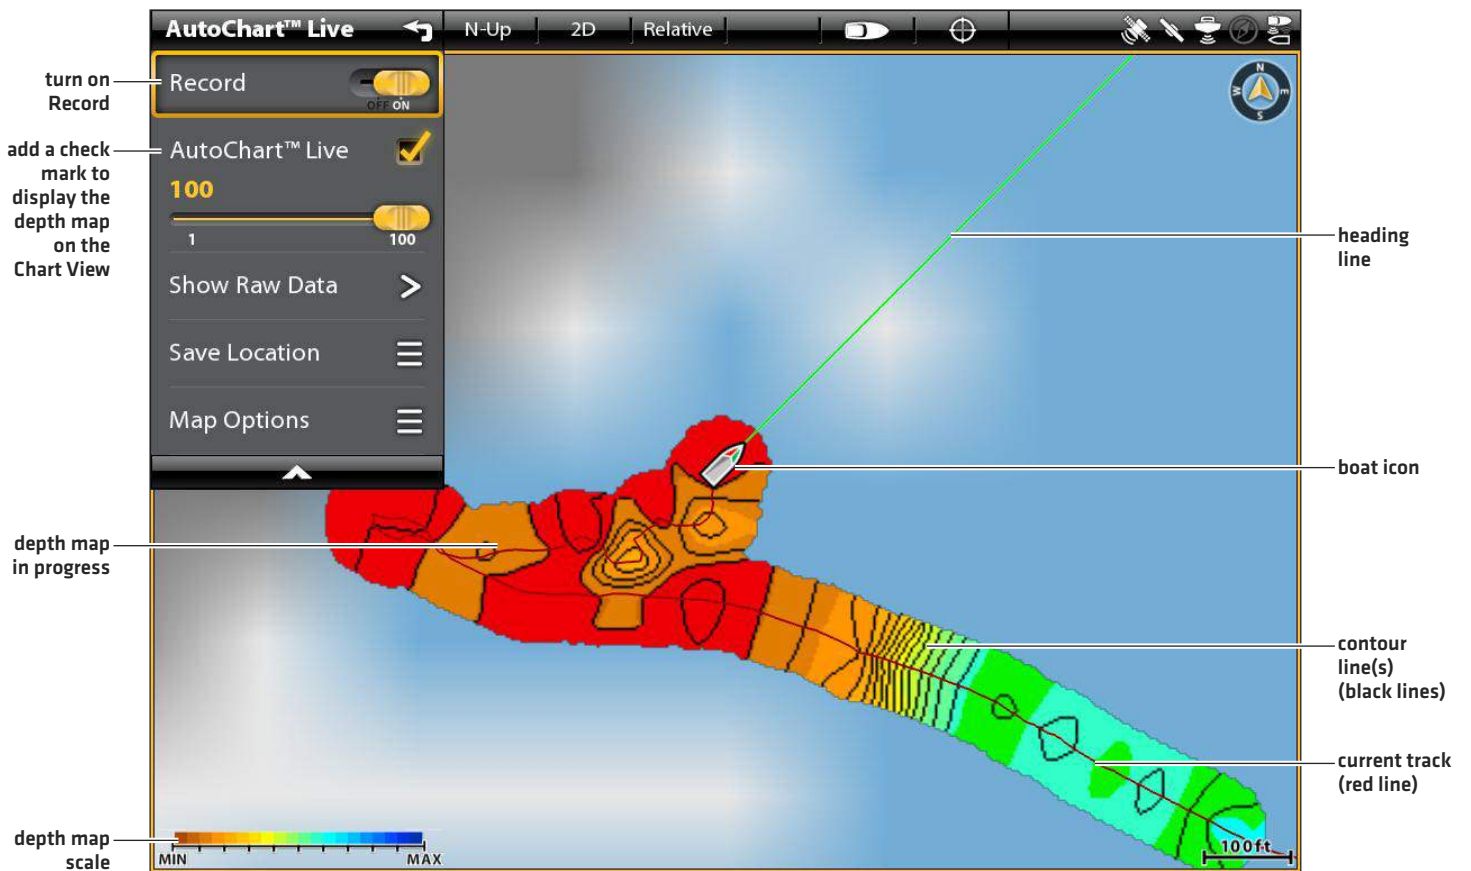 AutoChart™ Live
N-Up
2D
Relative
turn on
Record
Record
OFF ON
add a check
mark to
display the
depth map
on the
Chart View
AutoChart™ Live
100
1
100
Show Raw Data
Save Location
Map Options
N
W
E
S
heading
line
boat icon
depth map
in progress
contour
line(s)
(black lines)
current track
(red line)
depth map
scale
MIN
MAX
100ft